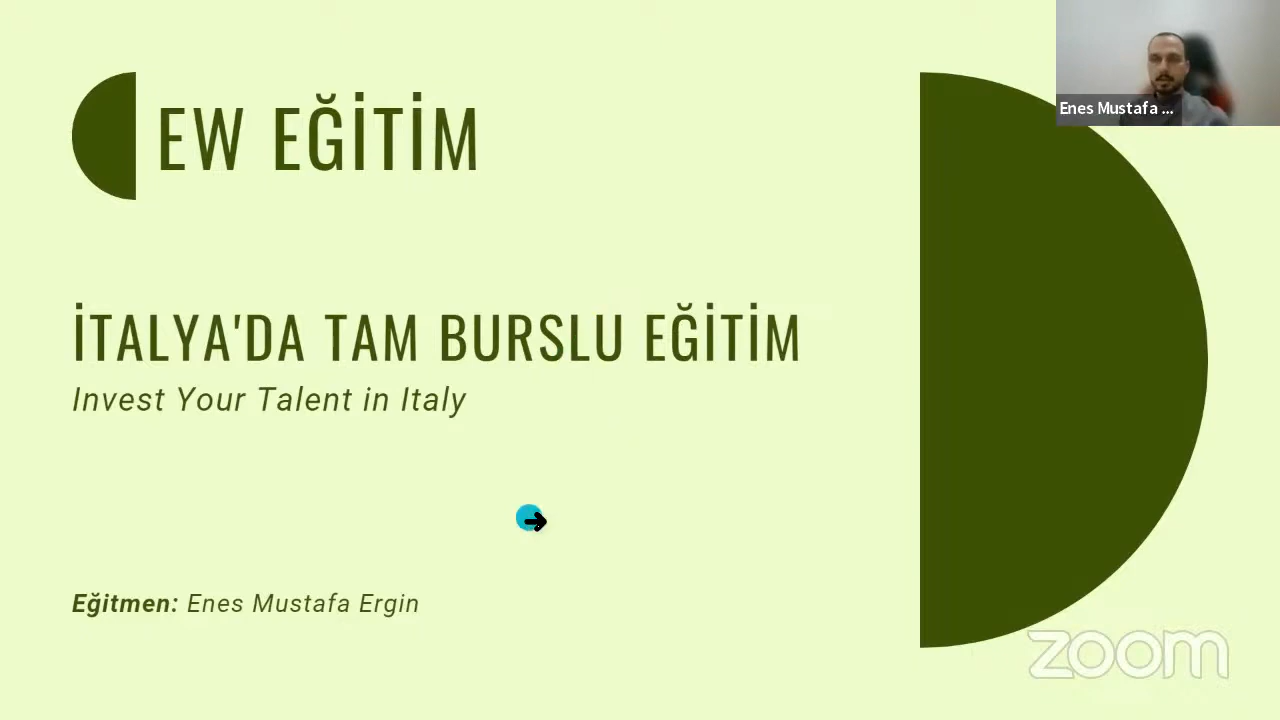 EW EĞİTİM
İTALYA'DA TAM BURSLU EĞİTİM
Invest Your Talent in Italy
Eğitmen: Enes Mustafa Ergin
Enes Mustafa ...
zoom